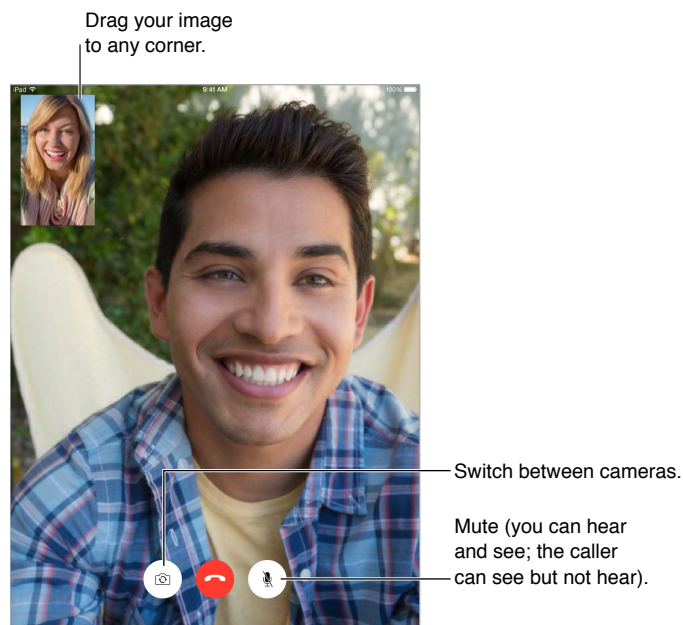 Drag your image
to any corner.
iPad 9:41 AM 100%
Switch between cameras.
Mute (you can hear
and see; the caller
can see but not hear).